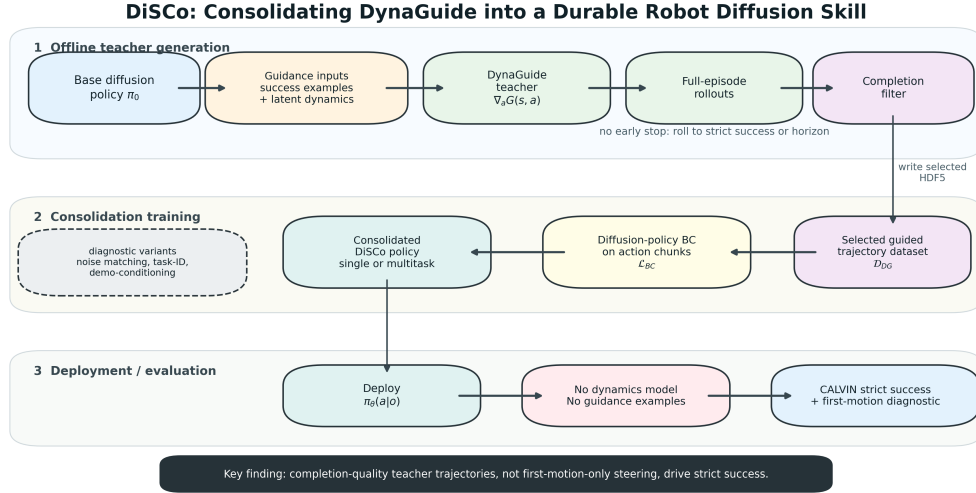 DiSCo: Consolidating DynaGuide into a Durable Robot Diffusion Skill
1 Offline teacher generation
Base diffusion
policy π₀
Guidance inputs
success examples
+ latent dynamics
DynaGuide
teacher
∇ₐG(s, a)
Full-episode
rollouts
Completion
filter
no early stop: roll to strict success or horizon
write selected
HDF5
2 Consolidation training
diagnostic variants
noise matching, task-ID,
demo-conditioning
Consolidated
DiSCo policy
single or multitask
Diffusion-policy BC
on action chunks
ℒ_BC
Selected guided
trajectory dataset
𝒟_DG
3 Deployment / evaluation
Deploy
π_θ(a|o)
No dynamics model
No guidance examples
CALVIN strict success
+ first-motion diagnostic
Key finding: completion-quality teacher trajectories, not first-motion-only steering, drive strict success.